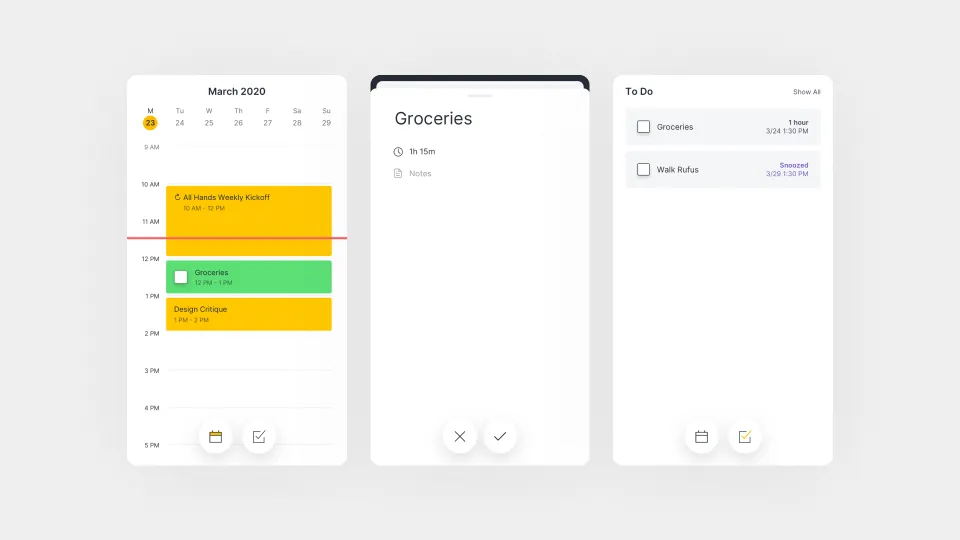 March 2020
M Tu W Th F Sa Su
23 24 25 26 27 28 29
9 AM
10 AM
All Hands Weekly Kickoff
10 AM - 12 PM
11 AM
12 PM
Groceries
12 PM - 1 PM
1 PM
Design Critique
1 PM - 2 PM
2 PM
3 PM
4 PM
5 PM
Groceries
1h 15m
Notes
To Do
Show All
Groceries
1 hour
3/24 1:30 PM
Walk Rufus
Snoozed
3/29 1:30 PM